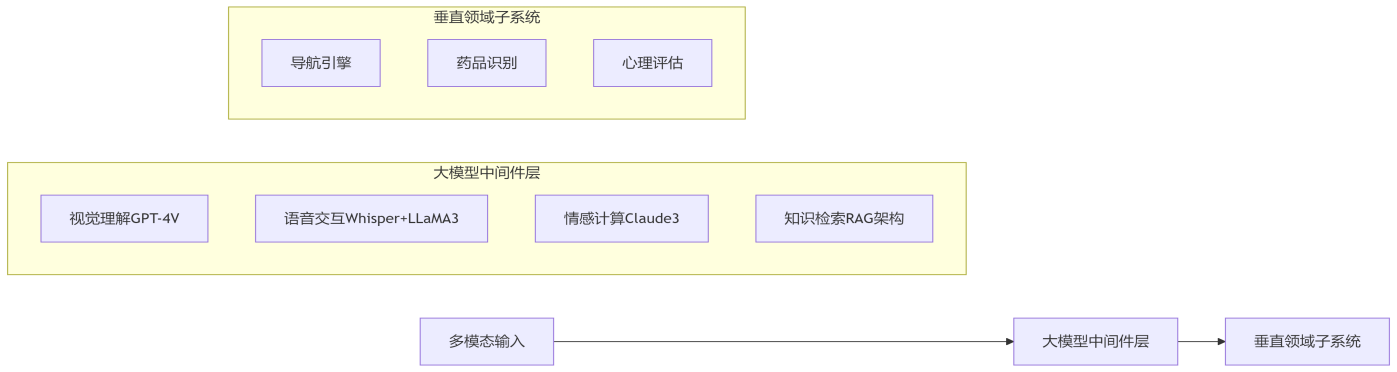 垂直领域子系统
导航引擎
药品识别
心理评估
大模型中间件层
视觉理解GPT-4V
语音交互Whisper+LLaMA3
情感计算Claude3
知识检索RAG架构
多模态输入
大模型中间件层
垂直领域子系统